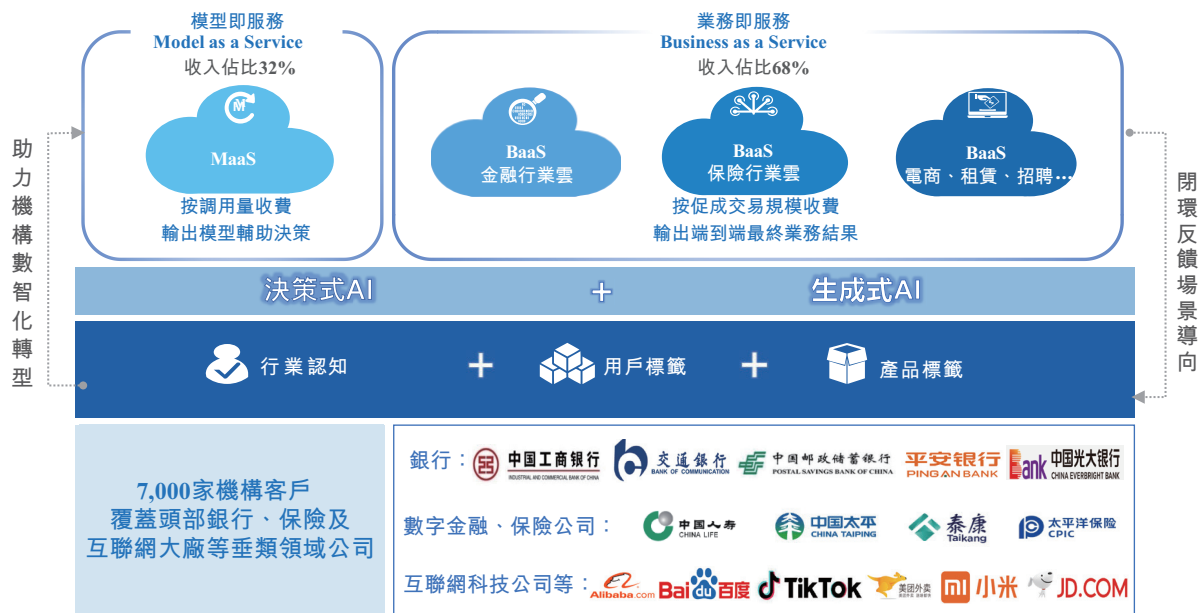 模型即服務
Model as a Service
收入佔比32%
MaaS
按調用量收費
輸出模型輔助決策
業務即服務
Business as a Service
收入佔比68%
BaaS
金融行業雲
BaaS
保險行業雲
BaaS
電商、租賃、招聘…
按促成交易規模收費
輸出端到端最終業務結果
助力機構數智化轉型
閉環反饋場景導向
決策式AI + 生成式AI
行業認知 + 用戶標籤 + 產品標籤
7,000家機構客戶
覆蓋頭部銀行、保險及
互聯網大廠等垂類領域公司
銀行：
中国工商银行
INDUSTRIAL AND COMMERCIAL BANK OF CHINA
交通銀行
BANK OF COMMUNICATION
中国邮政储蓄银行
POSTAL SAVINGS BANK OF CHINA
平安银行
PINGAN BANK
Bank
中国光大银行
CHINA EVERBRIGHT BANK
數字金融、保險公司：
中国人寿
CHINA LIFE
中国太平
CHINA TAIPING
泰康
Taikang
太平洋保险
CPIC
互聯網科技公司等：
Alibaba.com
Bai du 百度
TikTok
美团外卖
mi 小米
JD.COM